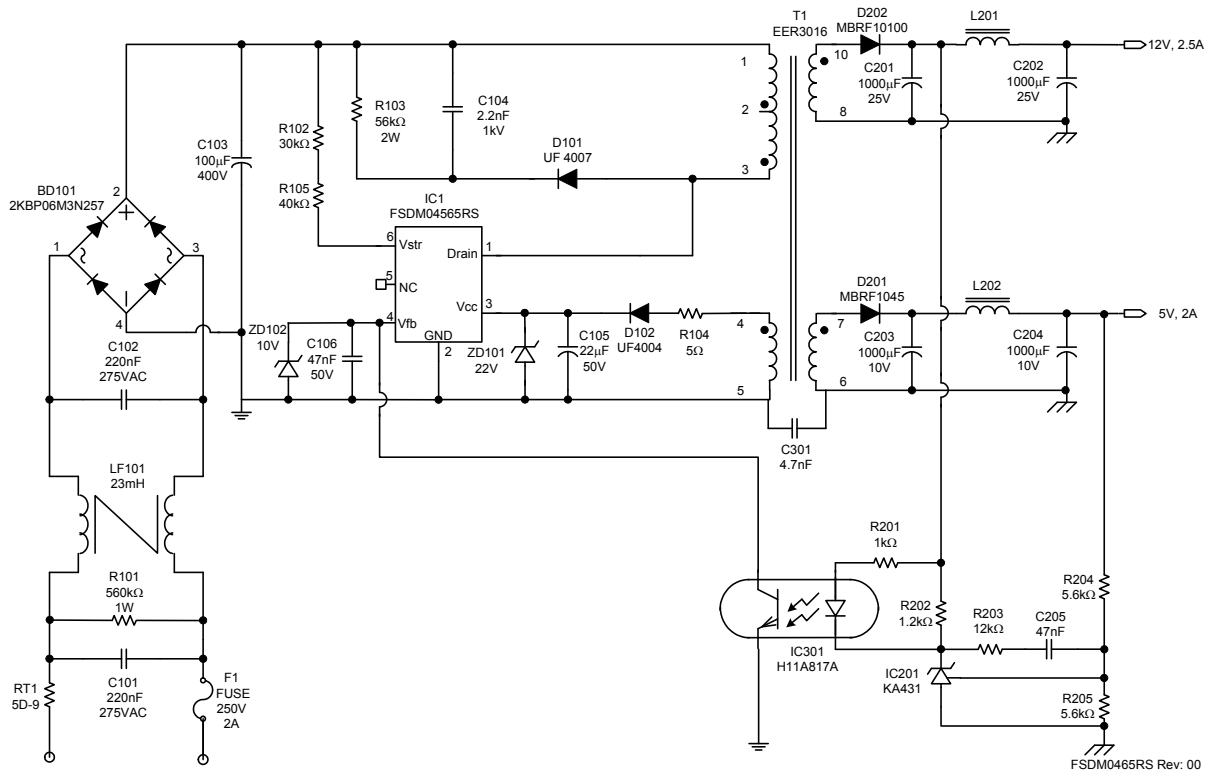 T1
EER3016
D202
MBRF10100
L201
12V, 2.5A
1
10
C201
1000µF
25V
C202
1000µF
25V
R103
56kΩ
2W
C104
2.2nF
1kV
2
8
R102
30kΩ
C103
100µF
400V
D101
UF 4007
3
BD101
2KBP06M3N257
2
R105
40kΩ
IC1
FSDM04565RS
1
3
6
Vstr
Drain
1
5
NC
D201
MBRF1045
L202
Vcc
3
4
Vfb
GND
2
4
7
5V, 2A
4
ZD102
10V
C106
47nF
50V
ZD101
22V
C105
22µF
50V
D102
UF4004
R104
5Ω
C203
1000µF
10V
C204
1000µF
10V
C102
220nF
275VAC
5
6
C301
4.7nF
LF101
23mH
R201
1kΩ
R101
560kΩ
1W
R202
1.2kΩ
R203
12kΩ
C205
47nF
R204
5.6kΩ
IC301
H11A817A
IC201
KA431
RT1
5D-9
C101
220nF
275VAC
F1
FUSE
250V
2A
R205
5.6kΩ
FSDM0465RS Rev: 00